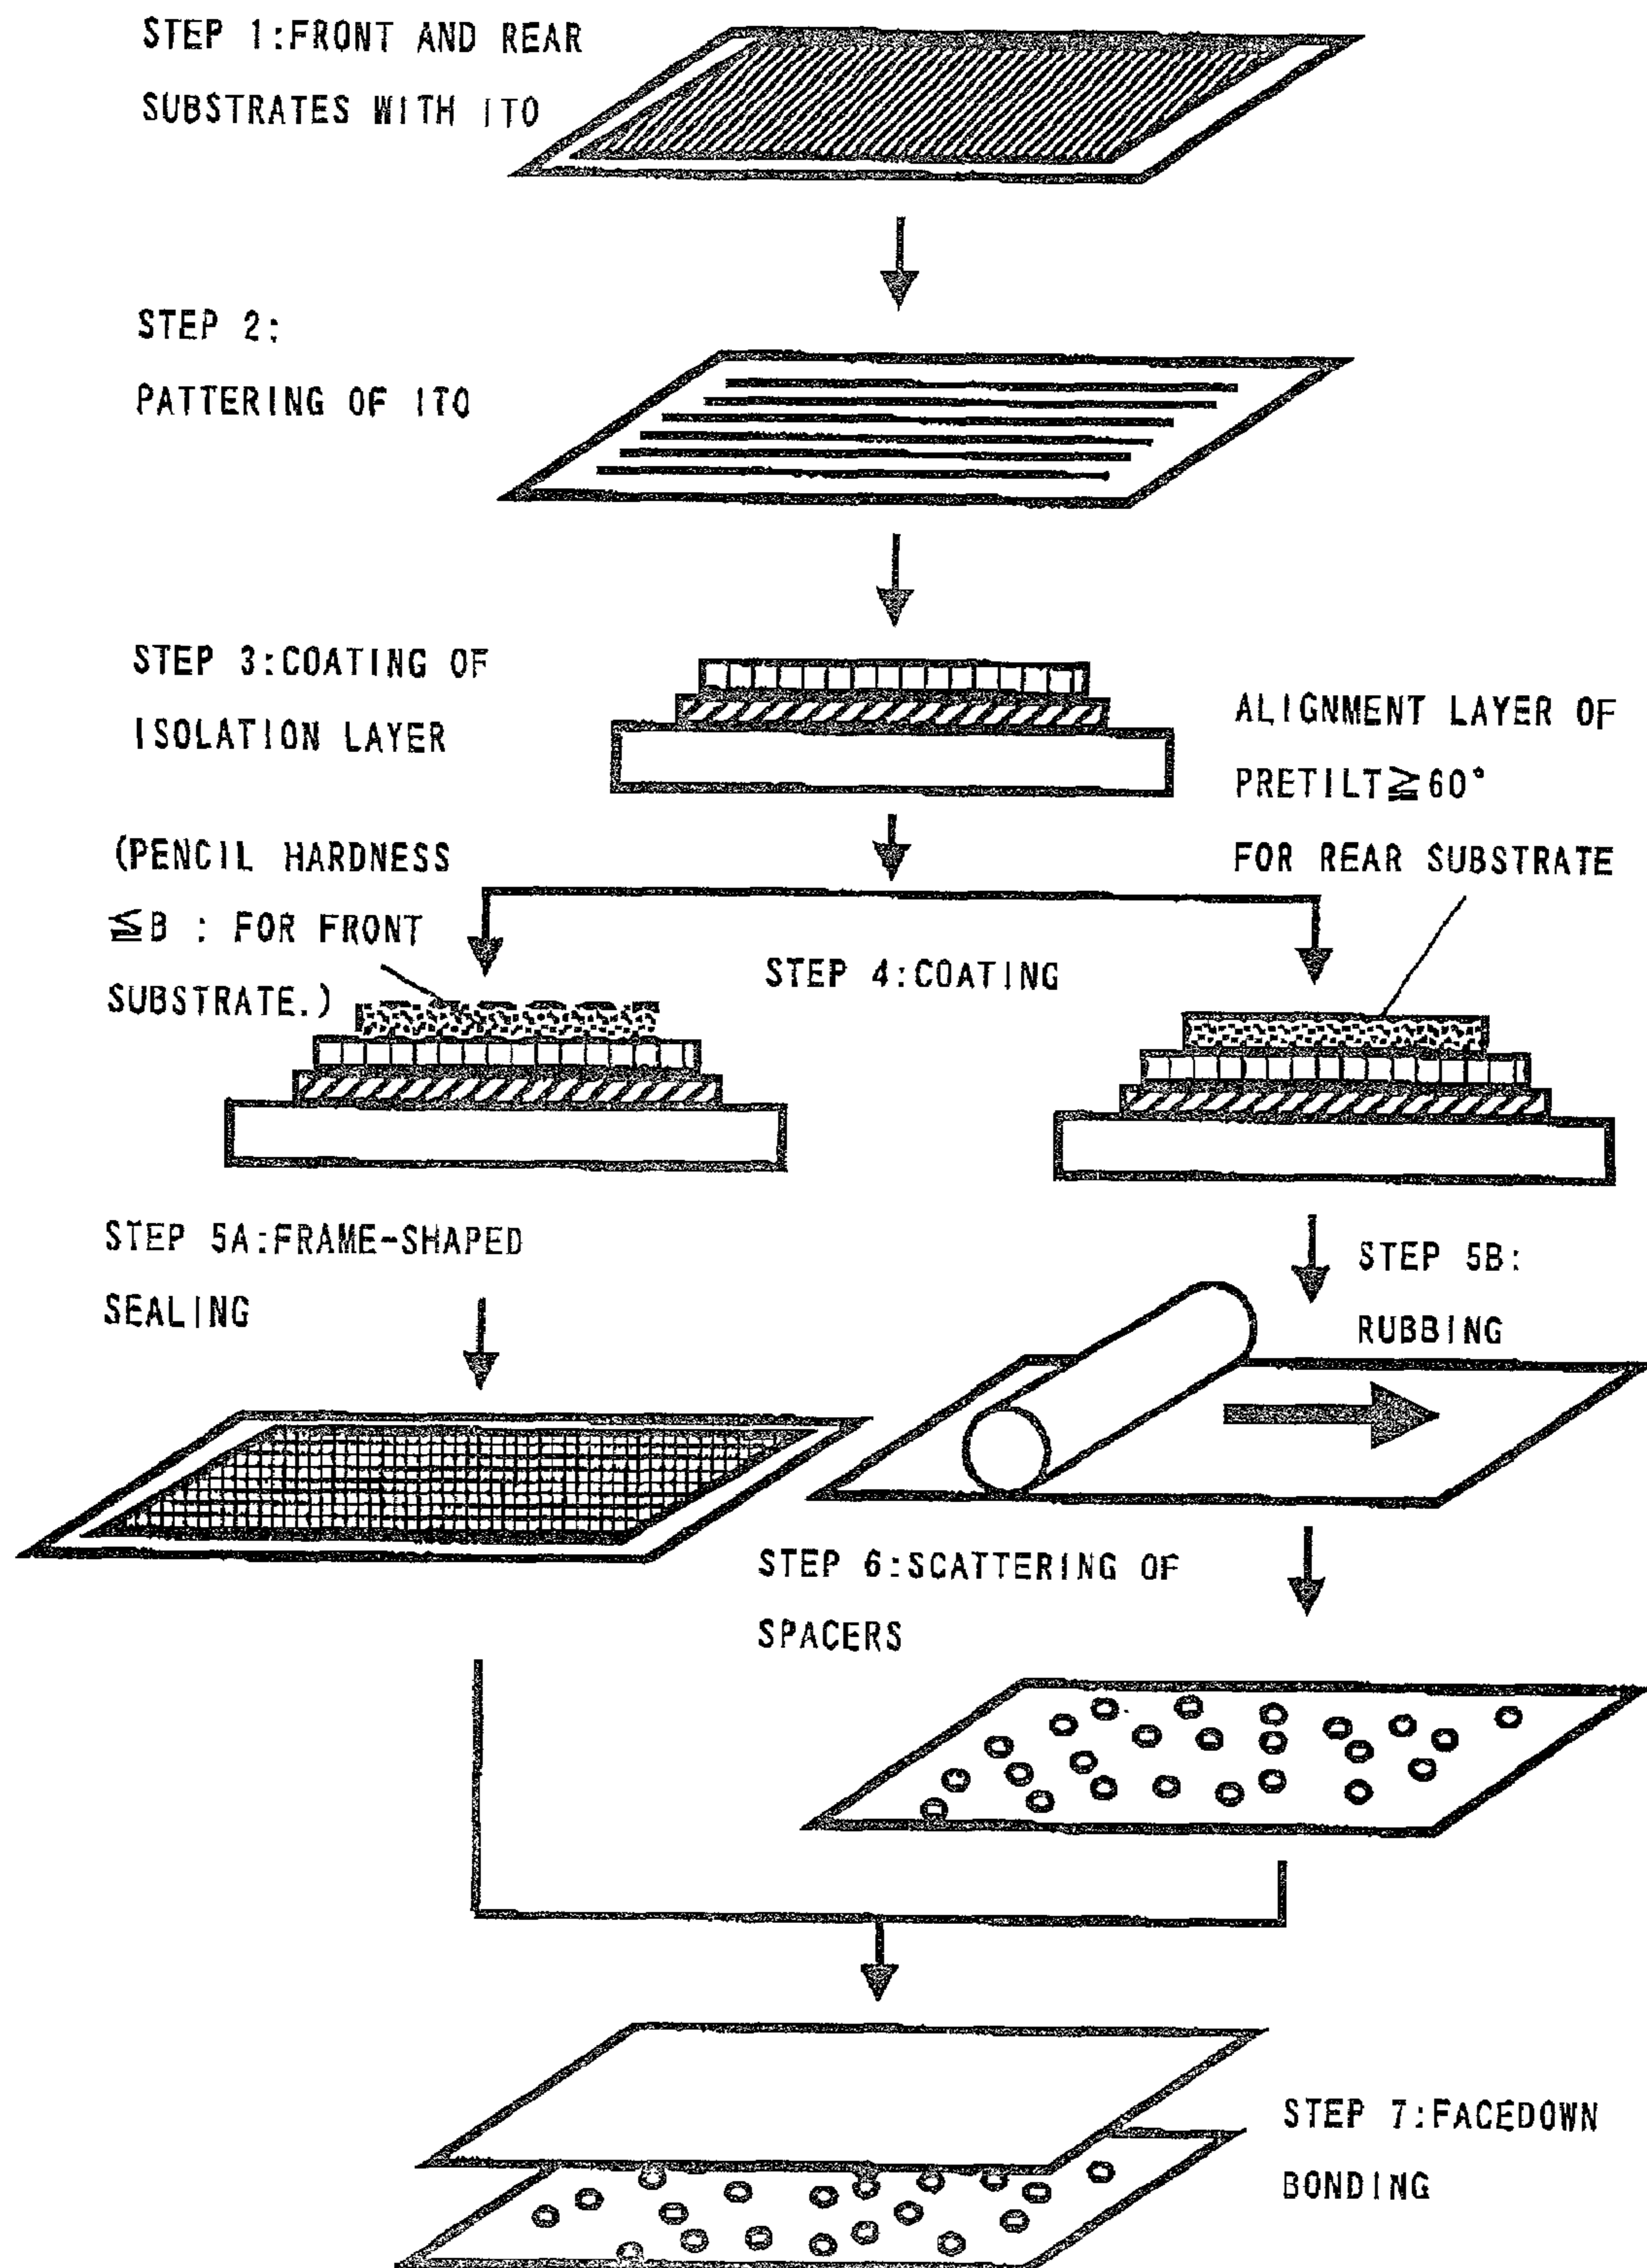 STEP 1:FRONT AND REAR
SUBSTRATES WITH ITO
STEP 2:
PATTERING OF ITO
STEP 3:COATING OF
ISOLATION LAYER
ALIGNMENT LAYER OF
PRETILT≧60°
FOR REAR SUBSTRATE
(PENCIL HARDNESS
≦B : FOR FRONT
SUBSTRATE.)
STEP 4:COATING
STEP 5A:FRAME-SHAPED
SEALING
STEP 5B:
RUBBING
STEP 6:SCATTERING OF
SPACERS
STEP 7:FACEDOWN
BONDING